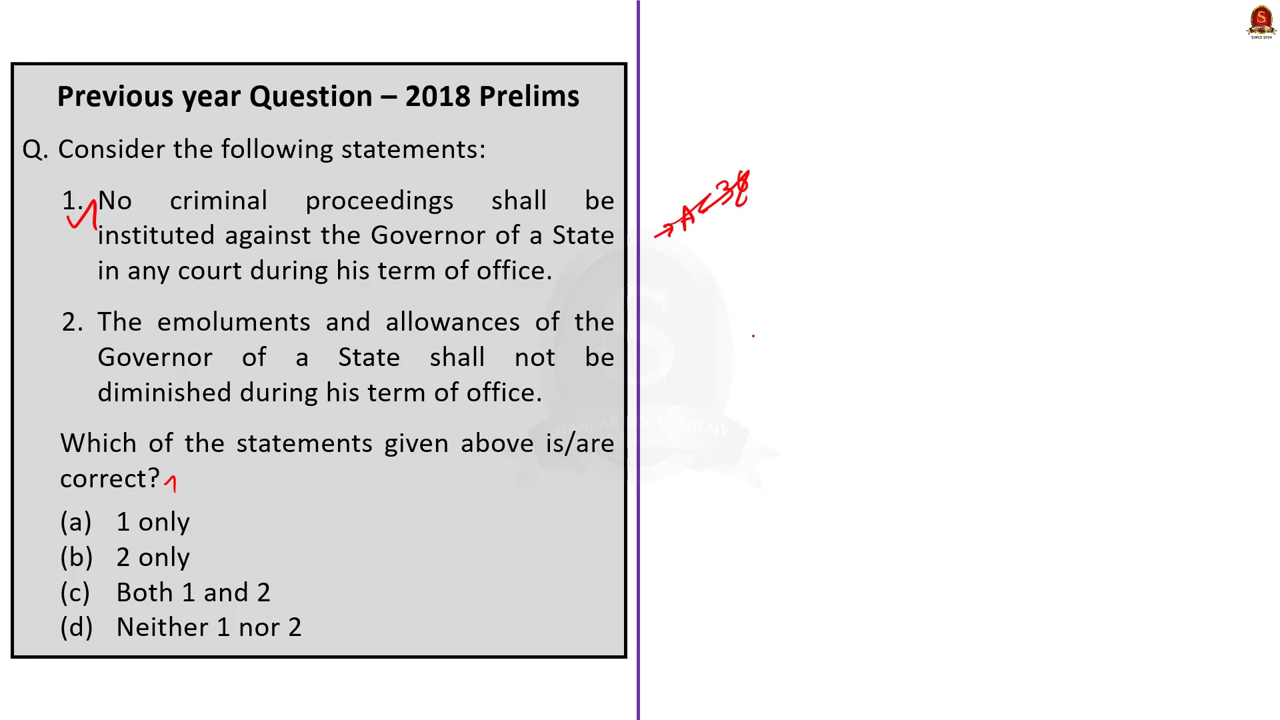 Previous year Question – 2018 Prelims
Q. Consider the following statements:
1. No criminal proceedings shall be
instituted against the Governor of a State
in any court during his term of office.
2. The emoluments and allowances of the
Governor of a State shall not be
diminished during his term of office.
Which of the statements given above is/are
correct?
(a) 1 only
(b) 2 only
(c) Both 1 and 2
(d) Neither 1 nor 2
S
SINCE 2004